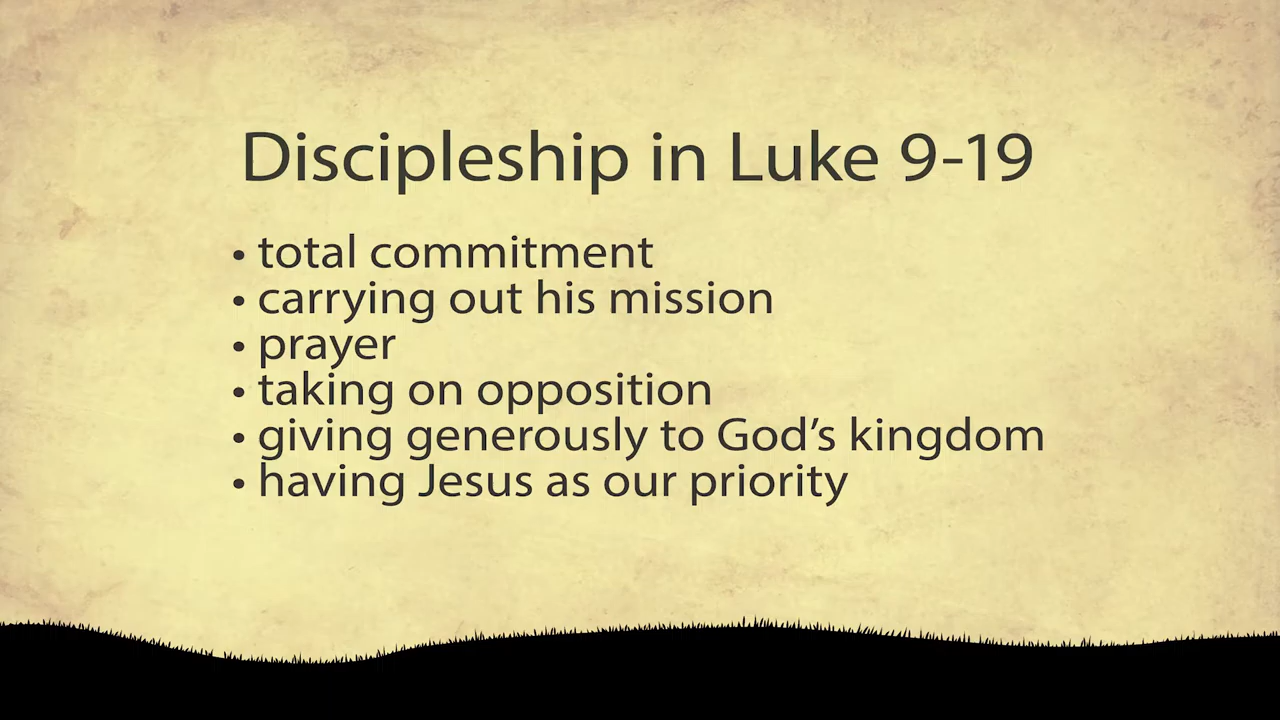 Discipleship in Luke 9-19
• total commitment
• carrying out his mission
• prayer
• taking on opposition
• giving generously to God’s kingdom
• having Jesus as our priority